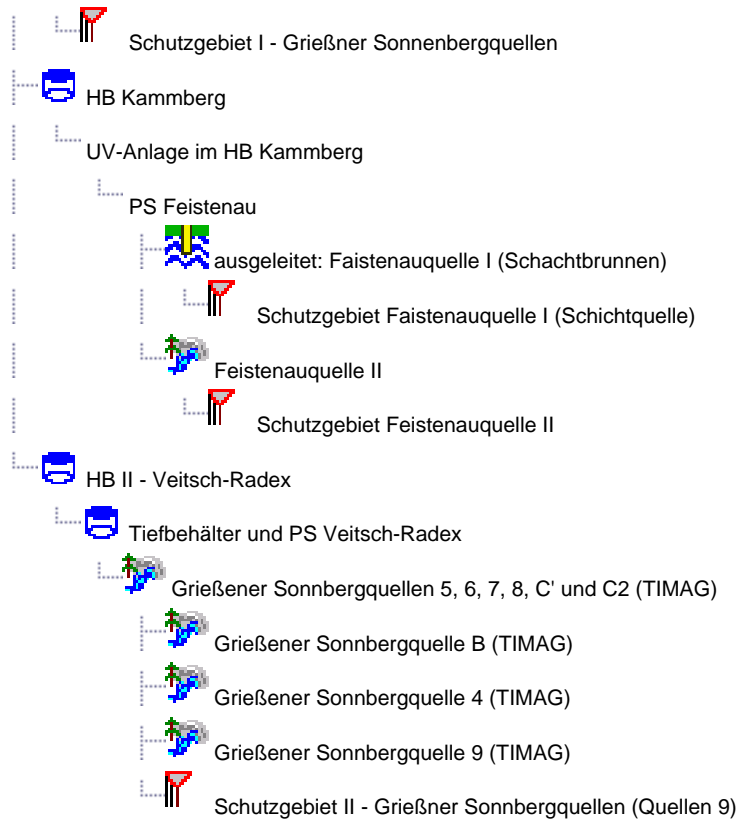 Schutzgebiet I - Grießner Sonnenbergquellen
HB Kammberg
UV-Anlage im HB Kammberg
PS Feistenau
ausgeleitet: Faistenauquelle I (Schachtbrunnen)
Schutzgebiet Faistenauquelle I (Schichtquelle)
Feistenauquelle II
Schutzgebiet Feistenauquelle II
HB II - Veitsch-Radex
Tiefbehälter und PS Veitsch-Radex
Grießener Sonnbergquellen 5, 6, 7, 8, C' und C2 (TIMAG)
Grießener Sonnbergquelle B (TIMAG)
Grießener Sonnbergquelle 4 (TIMAG)
Grießener Sonnbergquelle 9 (TIMAG)
Schutzgebiet II - Grießner Sonnbergquellen (Quellen 9)